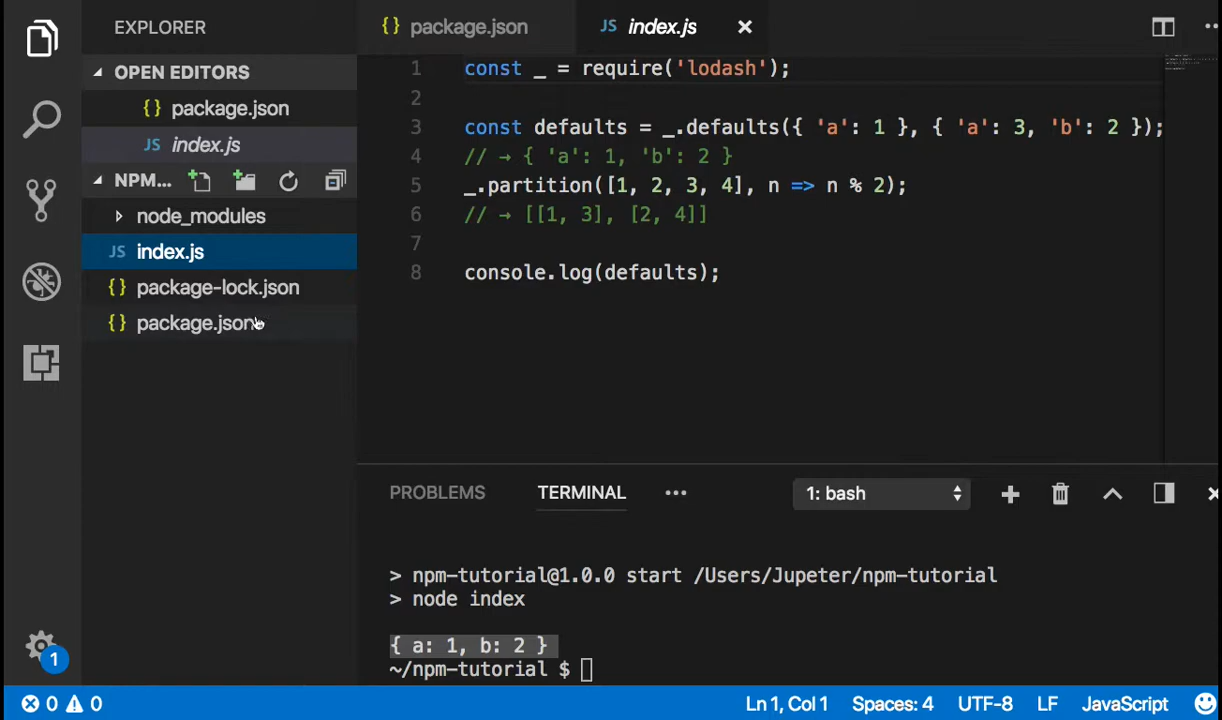 EXPLORER
OPEN EDITORS
{} package.json
JS index.js
NPM...
node_modules
JS index.js
{} package-lock.json
{} package.json
{} package.json
JS index.js
1 const _ = require('lodash');
2
3 const defaults = _.defaults({ 'a': 1 }, { 'a': 3, 'b': 2 });
4 // → { 'a': 1, 'b': 2 }
5 _.partition([1, 2, 3, 4], n => n % 2);
6 // → [[1, 3], [2, 4]]
7
8 console.log(defaults);
PROBLEMS TERMINAL ••• 1: bash
> npm-tutorial@1.0.0 start /Users/Jupeter/npm-tutorial
> node index
{ a: 1, b: 2 }
~/npm-tutorial $
1
0 0 Ln 1, Col 1 Spaces: 4 UTF-8 LF JavaScript